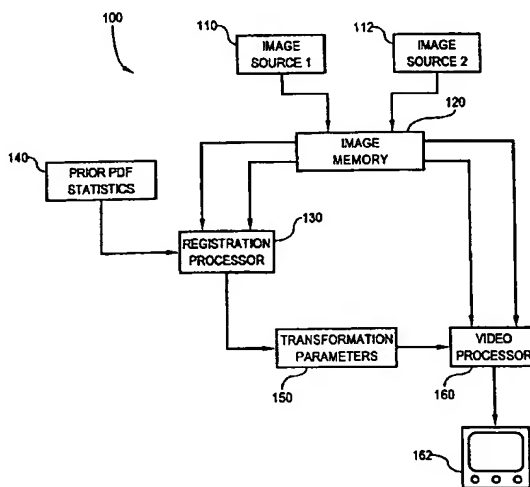 100
110
IMAGE
SOURCE 1
112
IMAGE
SOURCE 2
120
IMAGE
MEMORY
140
PRIOR PDF
STATISTICS
130
REGISTRATION
PROCESSOR
TRANSFORMATION
PARAMETERS
150
VIDEO
PROCESSOR
160
162